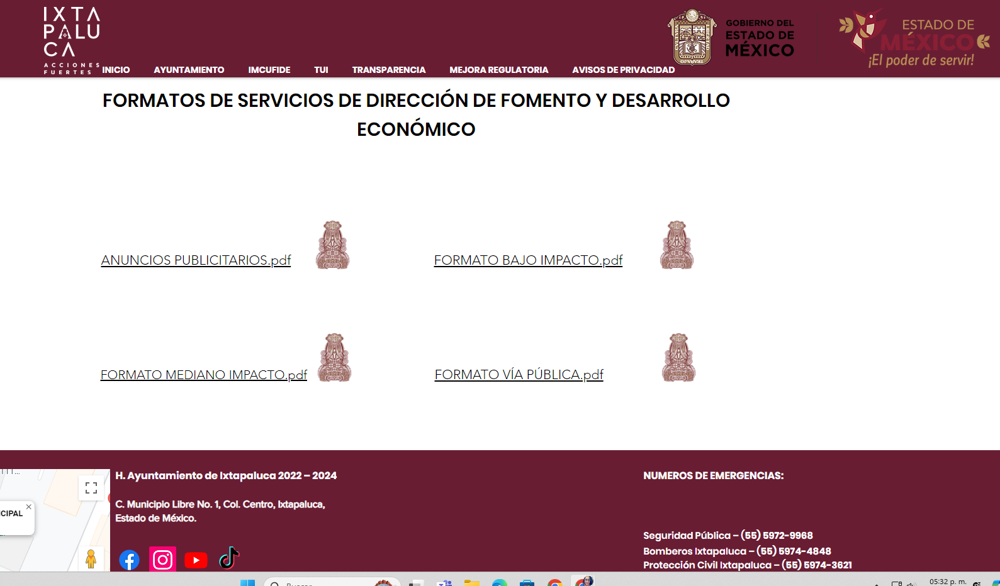 IXTA
PALU
CA
ACCIONES
FUERTES
GOBIERNO DEL
ESTADO DE
MÉXICO
ESTADO DE
MÉXICO
¡El poder de servir!
INICIO AYUNTAMIENTO IMCUFIDE TUI TRANSPARENCIA MEJORA REGULATORIA AVISOS DE PRIVACIDAD
FORMATOS DE SERVICIOS DE DIRECCIÓN DE FOMENTO Y DESARROLLO
ECONÓMICO
ANUNCIOS PUBLICITARIOS.pdf
FORMATO BAJO IMPACTO.pdf
FORMATO MEDIANO IMPACTO.pdf
FORMATO VÍA PÚBLICA.pdf
CIPAL
H. Ayuntamiento de Ixtapaluca 2022 – 2024
C. Municipio Libre No. 1, Col. Centro, Ixtapaluca,
Estado de México.
NUMEROS DE EMERGENCIAS:
Seguridad Pública – (55) 5972-9968
Bomberos Ixtapaluca – (55) 5974-4848
Protección Civil Ixtapaluca – (55) 5974-3621
Buscar
05:32 p. m.